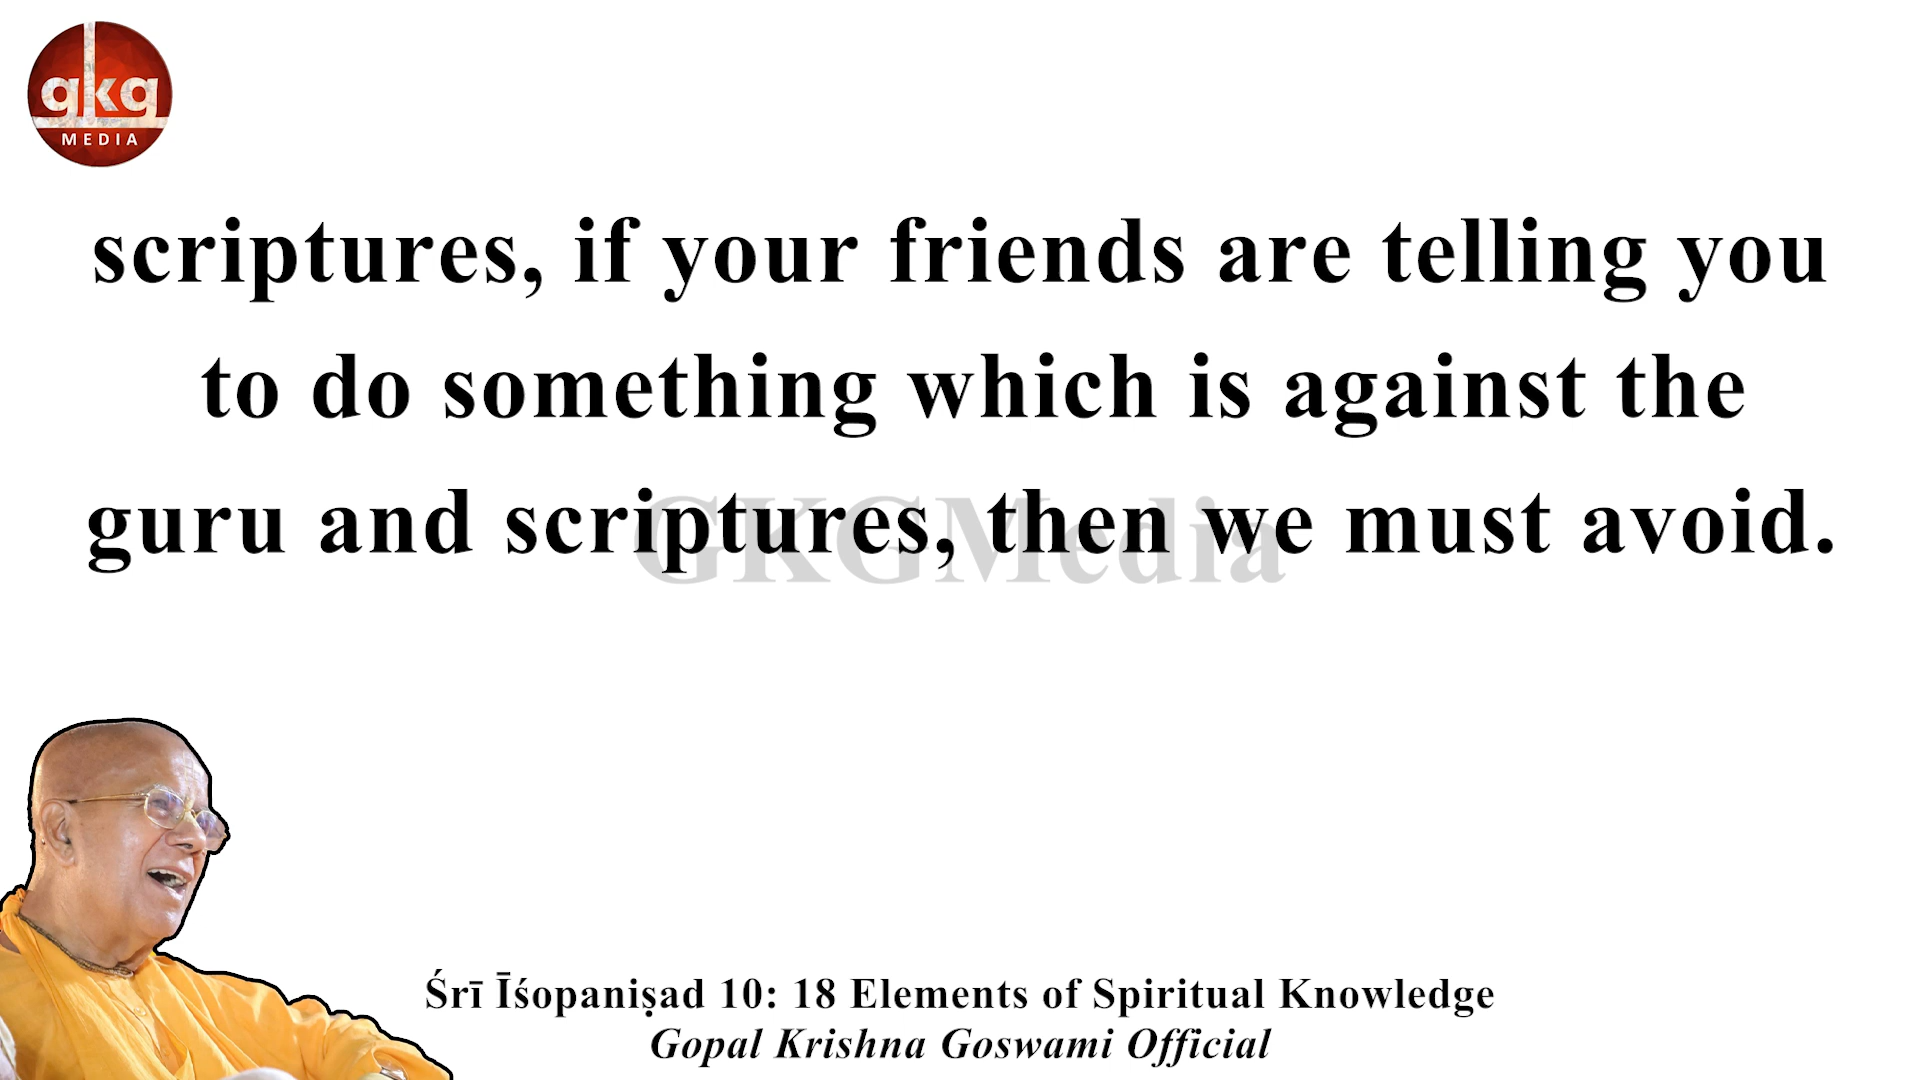 gkg
MEDIA
scriptures, if your friends are telling you
to do something which is against the
guru and scriptures, then we must avoid.
GKGMedia
Śrī Īśopaniṣad 10: 18 Elements of Spiritual Knowledge
Gopal Krishna Goswami Official